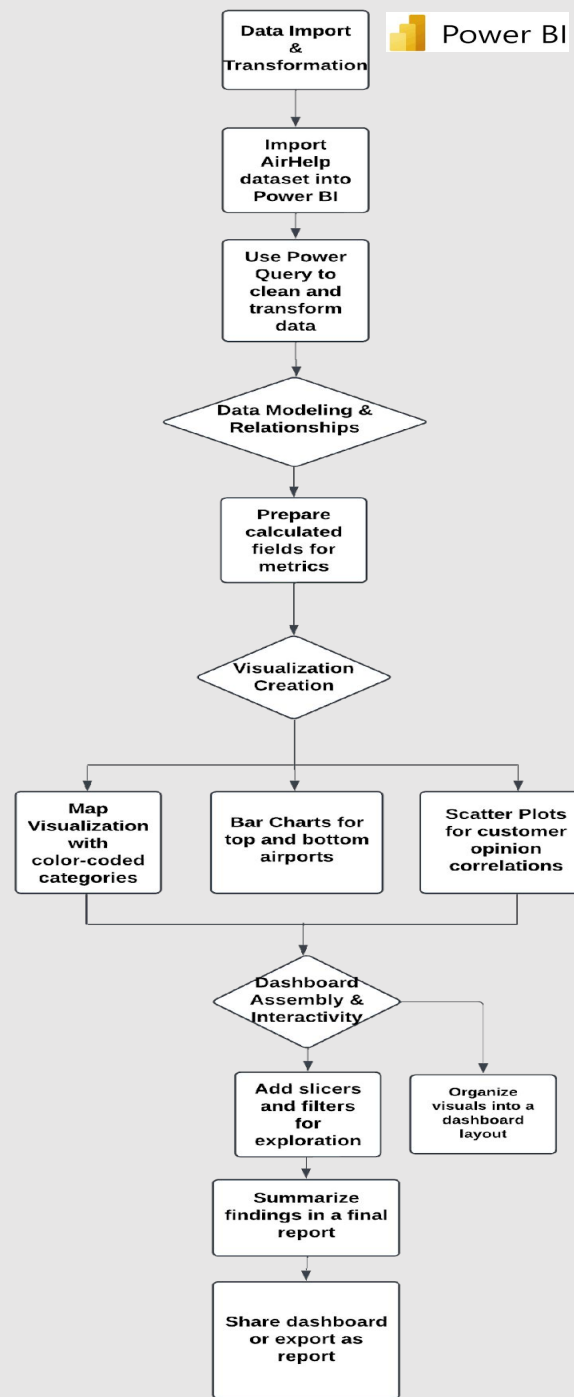 Data Import
&
Transformation
Power BI
Import
AirHelp
dataset into
Power BI
Use Power
Query to
clean and
transform
data
Data Modeling &
Relationships
Prepare
calculated
fields for
metrics
Visualization
Creation
Map
Visualization
with
color-coded
categories
Bar Charts for
top and bottom
airports
Scatter Plots
for customer
opinion
correlations
Dashboard
Assembly &
Interactivity
Add slicers
and filters
for
exploration
Organize
visuals into a
dashboard
layout
Summarize
findings in a final
report
Share dashboard
or export as
report